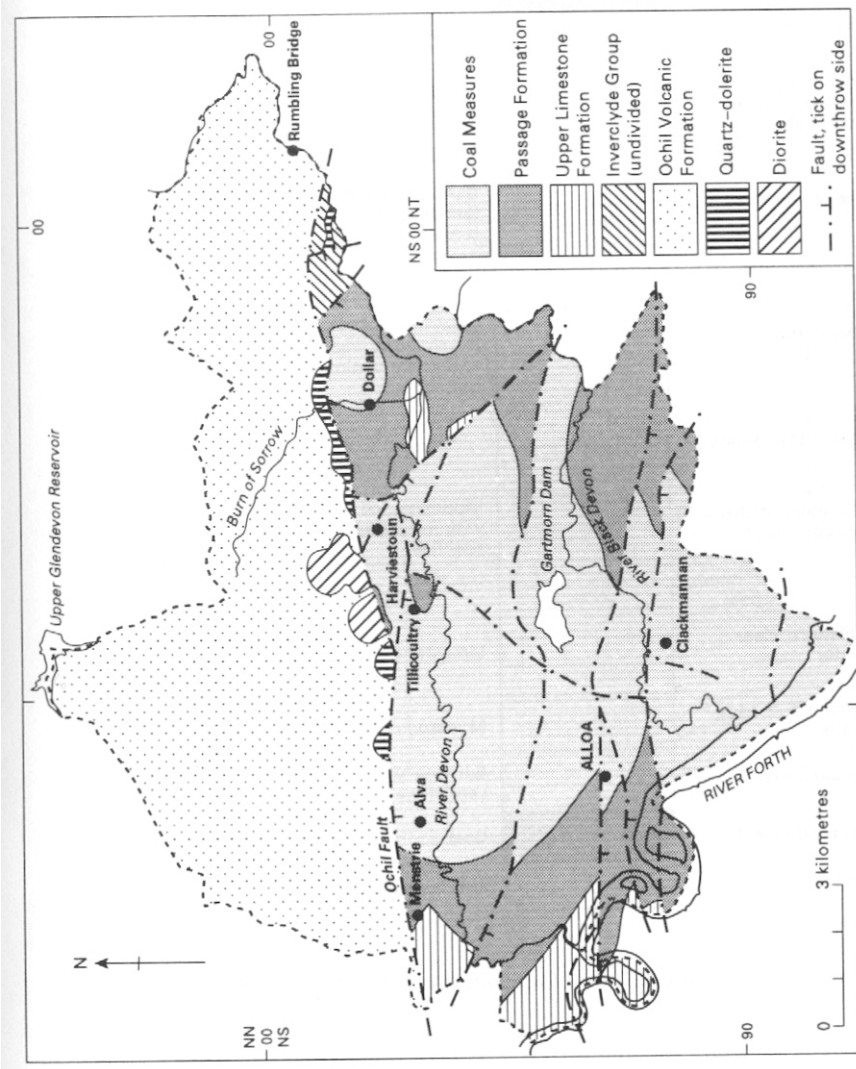 00
Upper Glendevon Reservoir
00
Rumbling Bridge
Burn of Sorrow
NS 00 NT
Dollar
Harviestoun
Tillicoultry
Gartmorn Dam
River Black Devon
Clackmannan
90
Ochil Fault
Alva
River Devon
Menstrie
ALLOA
RIVER FORTH
N
NN
00
NS
90
0
3 kilometres
Coal Measures
Passage Formation
Upper Limestone
Formation
Inverclyde Group
(undivided)
Ochil Volcanic
Formation
Quartz–dolerite
Diorite
Fault, tick on
downthrow side